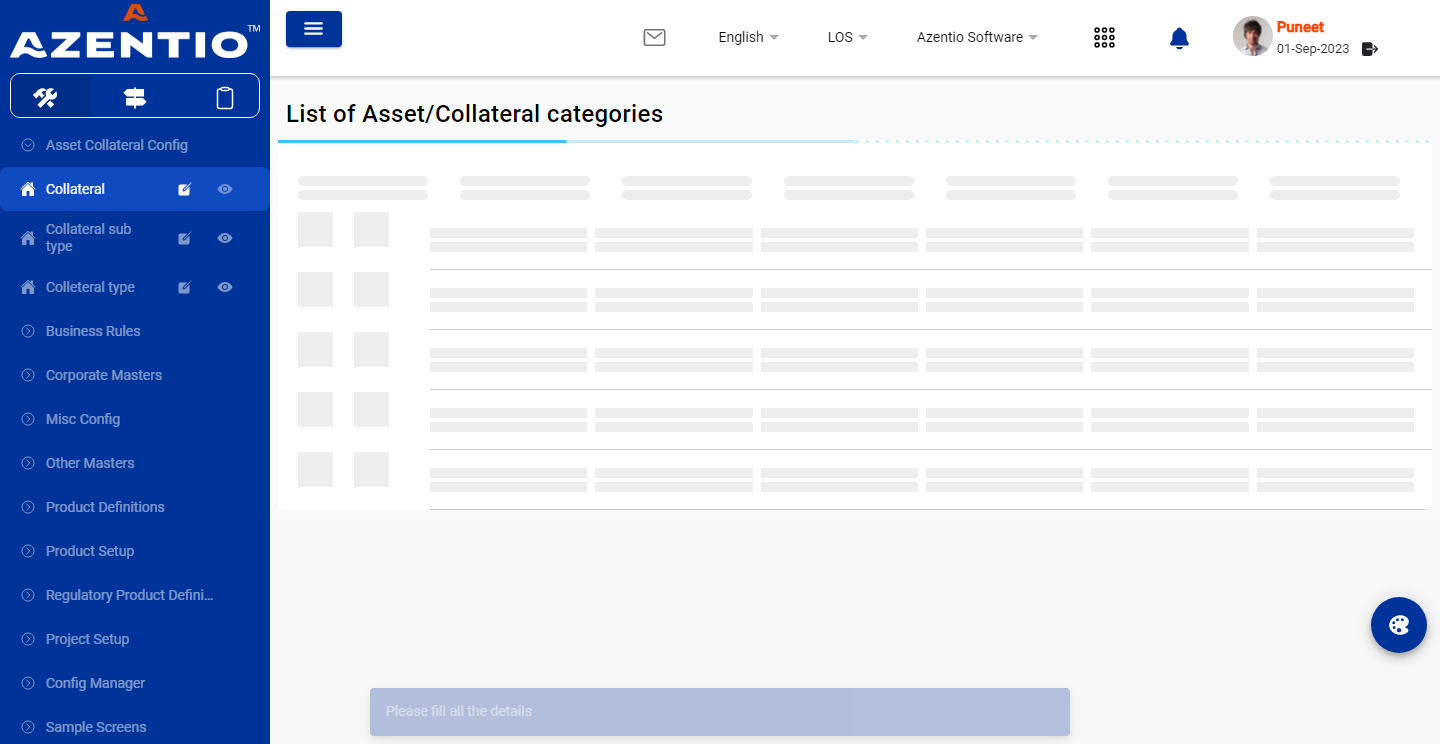 AZENTIO™
English
LOS
Azentio Software
Puneet
01-Sep-2023
List of Asset/Collateral categories
Asset Collateral Config
Collateral
Collateral sub
type
Colleteral type
Business Rules
Corporate Masters
Misc Config
Other Masters
Product Definitions
Product Setup
Regulatory Product Defini...
Project Setup
Config Manager
Sample Screens
Please fill all the details